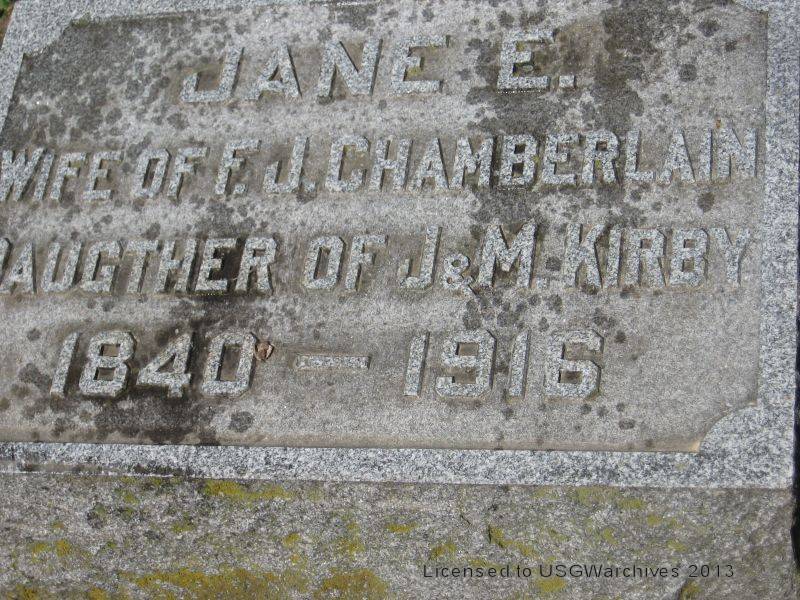 JANE E.
WIFE OF F. J. CHAMBERLAIN
DAUGTHER OF J & M. KIRBY
1840 — 1916
Licensed to USGWarchives 2013